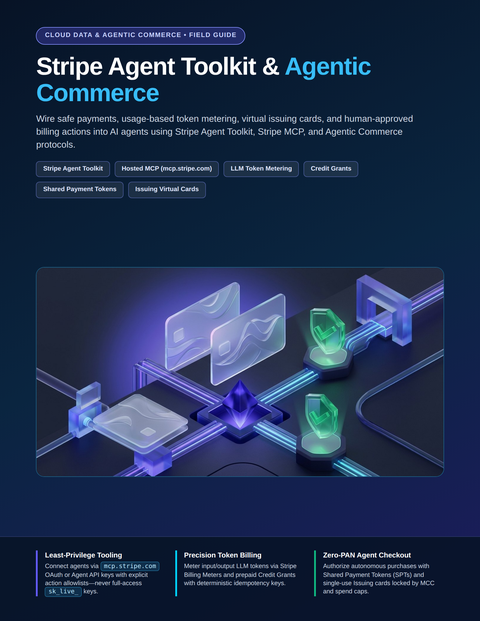 CLOUD DATA & AGENTIC COMMERCE • FIELD GUIDE
Stripe Agent Toolkit & Agentic
Commerce
Wire safe payments, usage-based token metering, virtual issuing cards, and human-approved
billing actions into AI agents using Stripe Agent Toolkit, Stripe MCP, and Agentic Commerce
protocols.
Stripe Agent Toolkit
Hosted MCP (mcp.stripe.com)
LLM Token Metering
Credit Grants
Shared Payment Tokens
Issuing Virtual Cards
Least-Privilege Tooling
Connect agents via mcp.stripe.com
OAuth or Agent API keys with explicit
action allowlists—never full-access
sk_live_ keys.
Precision Token Billing
Meter input/output LLM tokens via Stripe
Billing Meters and prepaid Credit Grants
with deterministic idempotency keys.
Zero-PAN Agent Checkout
Authorize autonomous purchases with
Shared Payment Tokens (SPTs) and
single-use Issuing cards locked by MCC
and spend caps.